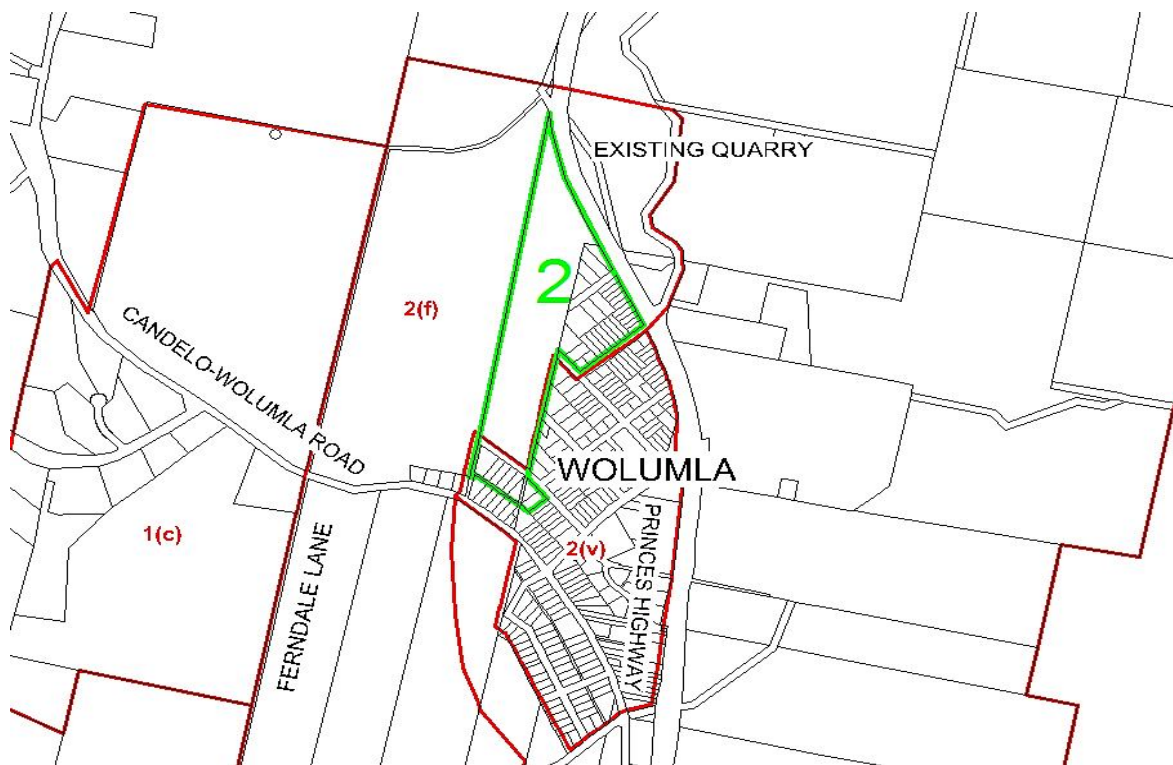 EXISTING QUARRY
2
2(f)
CANDELO-WOLUMLA ROAD
WOLUMLA
1(c)
2(v)
FERNDALE LANE
PRINCES HIGHWAY